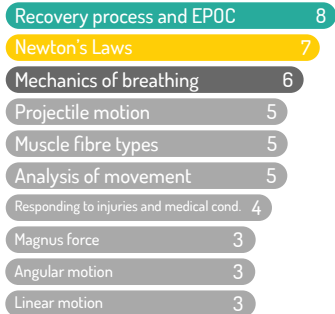 Recovery process and EPOC 8
Newton's Laws 7
Mechanics of breathing 6
Projectile motion 5
Muscle fibre types 5
Analysis of movement 5
Responding to injuries and medical cond. 4
Magnus force 3
Angular motion 3
Linear motion 3